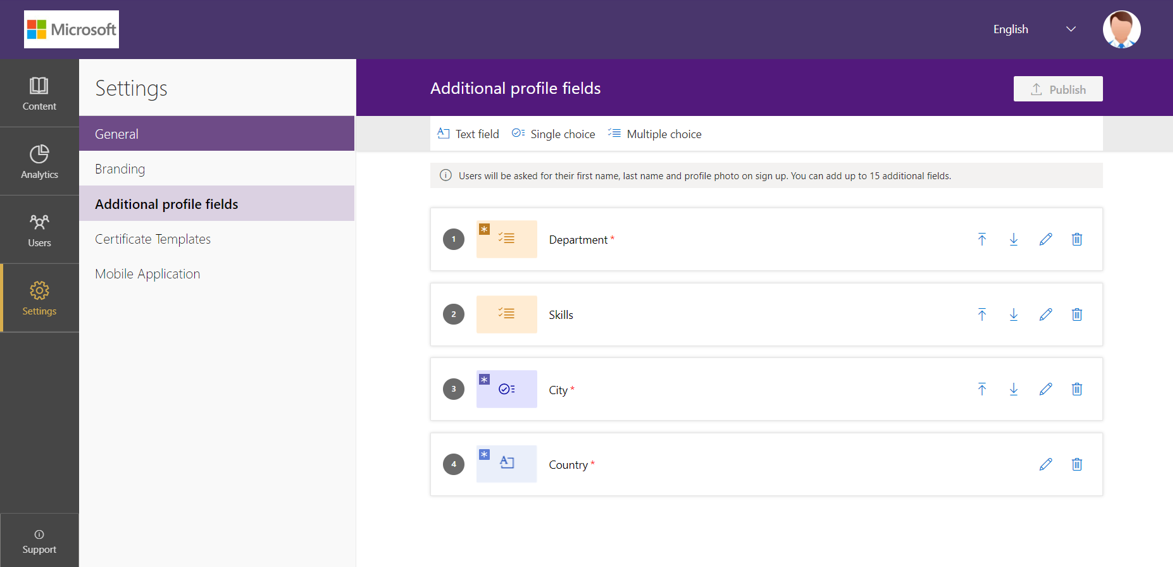 Microsoft
English
Content
Analytics
Users
Settings
Support
Settings
General
Branding
Additional profile fields
Certificate Templates
Mobile Application
Additional profile fields
Publish
Text field Single choice Multiple choice
Users will be asked for their first name, last name and profile photo on sign up. You can add up to 15 additional fields.
1 Department *
2 Skills
3 City *
4 Country *